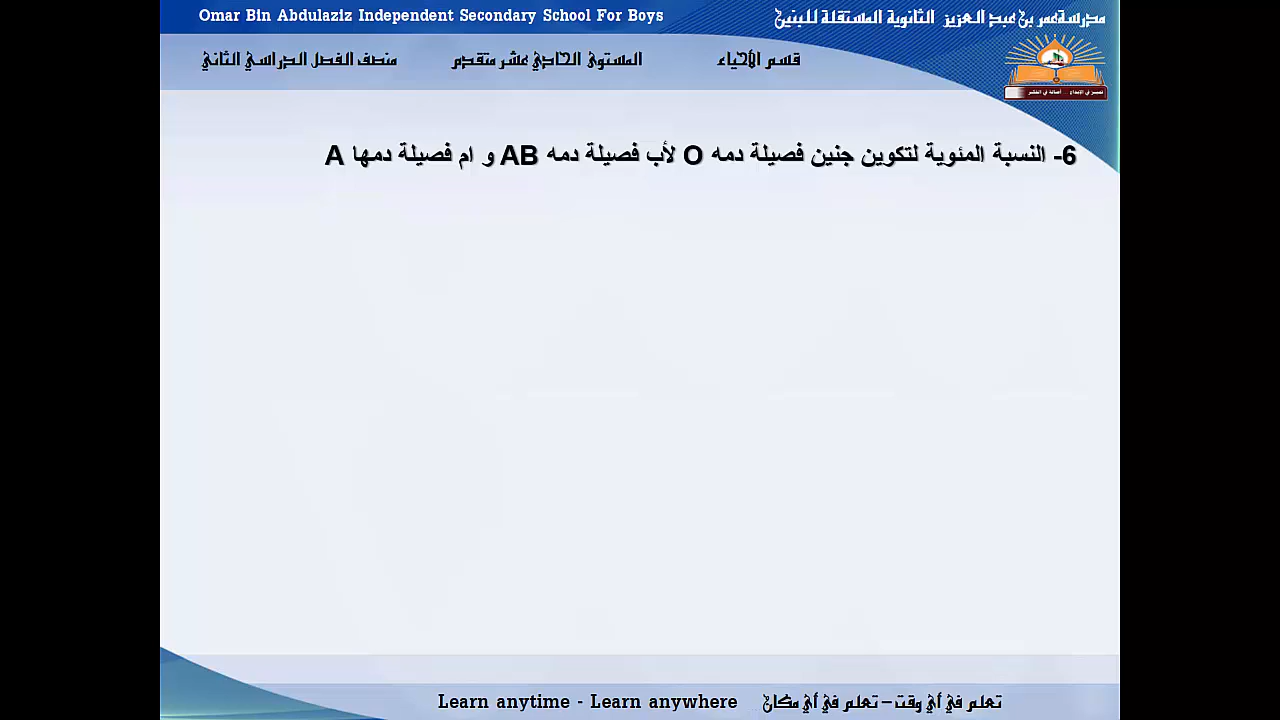 Omar Bin Abdulaziz Independent Secondary School For Boys
مدرسة عمر بن عبد العزيز الثانوية المستقلة للبنين
قسم الأحياء
المستوى الحادي عشر متقدم
منصف الفصل الدراسي الثاني
6- النسبة المئوية لتكوين جنين فصيلة دمه O لأب فصيلة دمه AB و ام فصيلة دمها A
Learn anytime - Learn anywhere
تعلم في أي وقت – تعلم في أي مكان